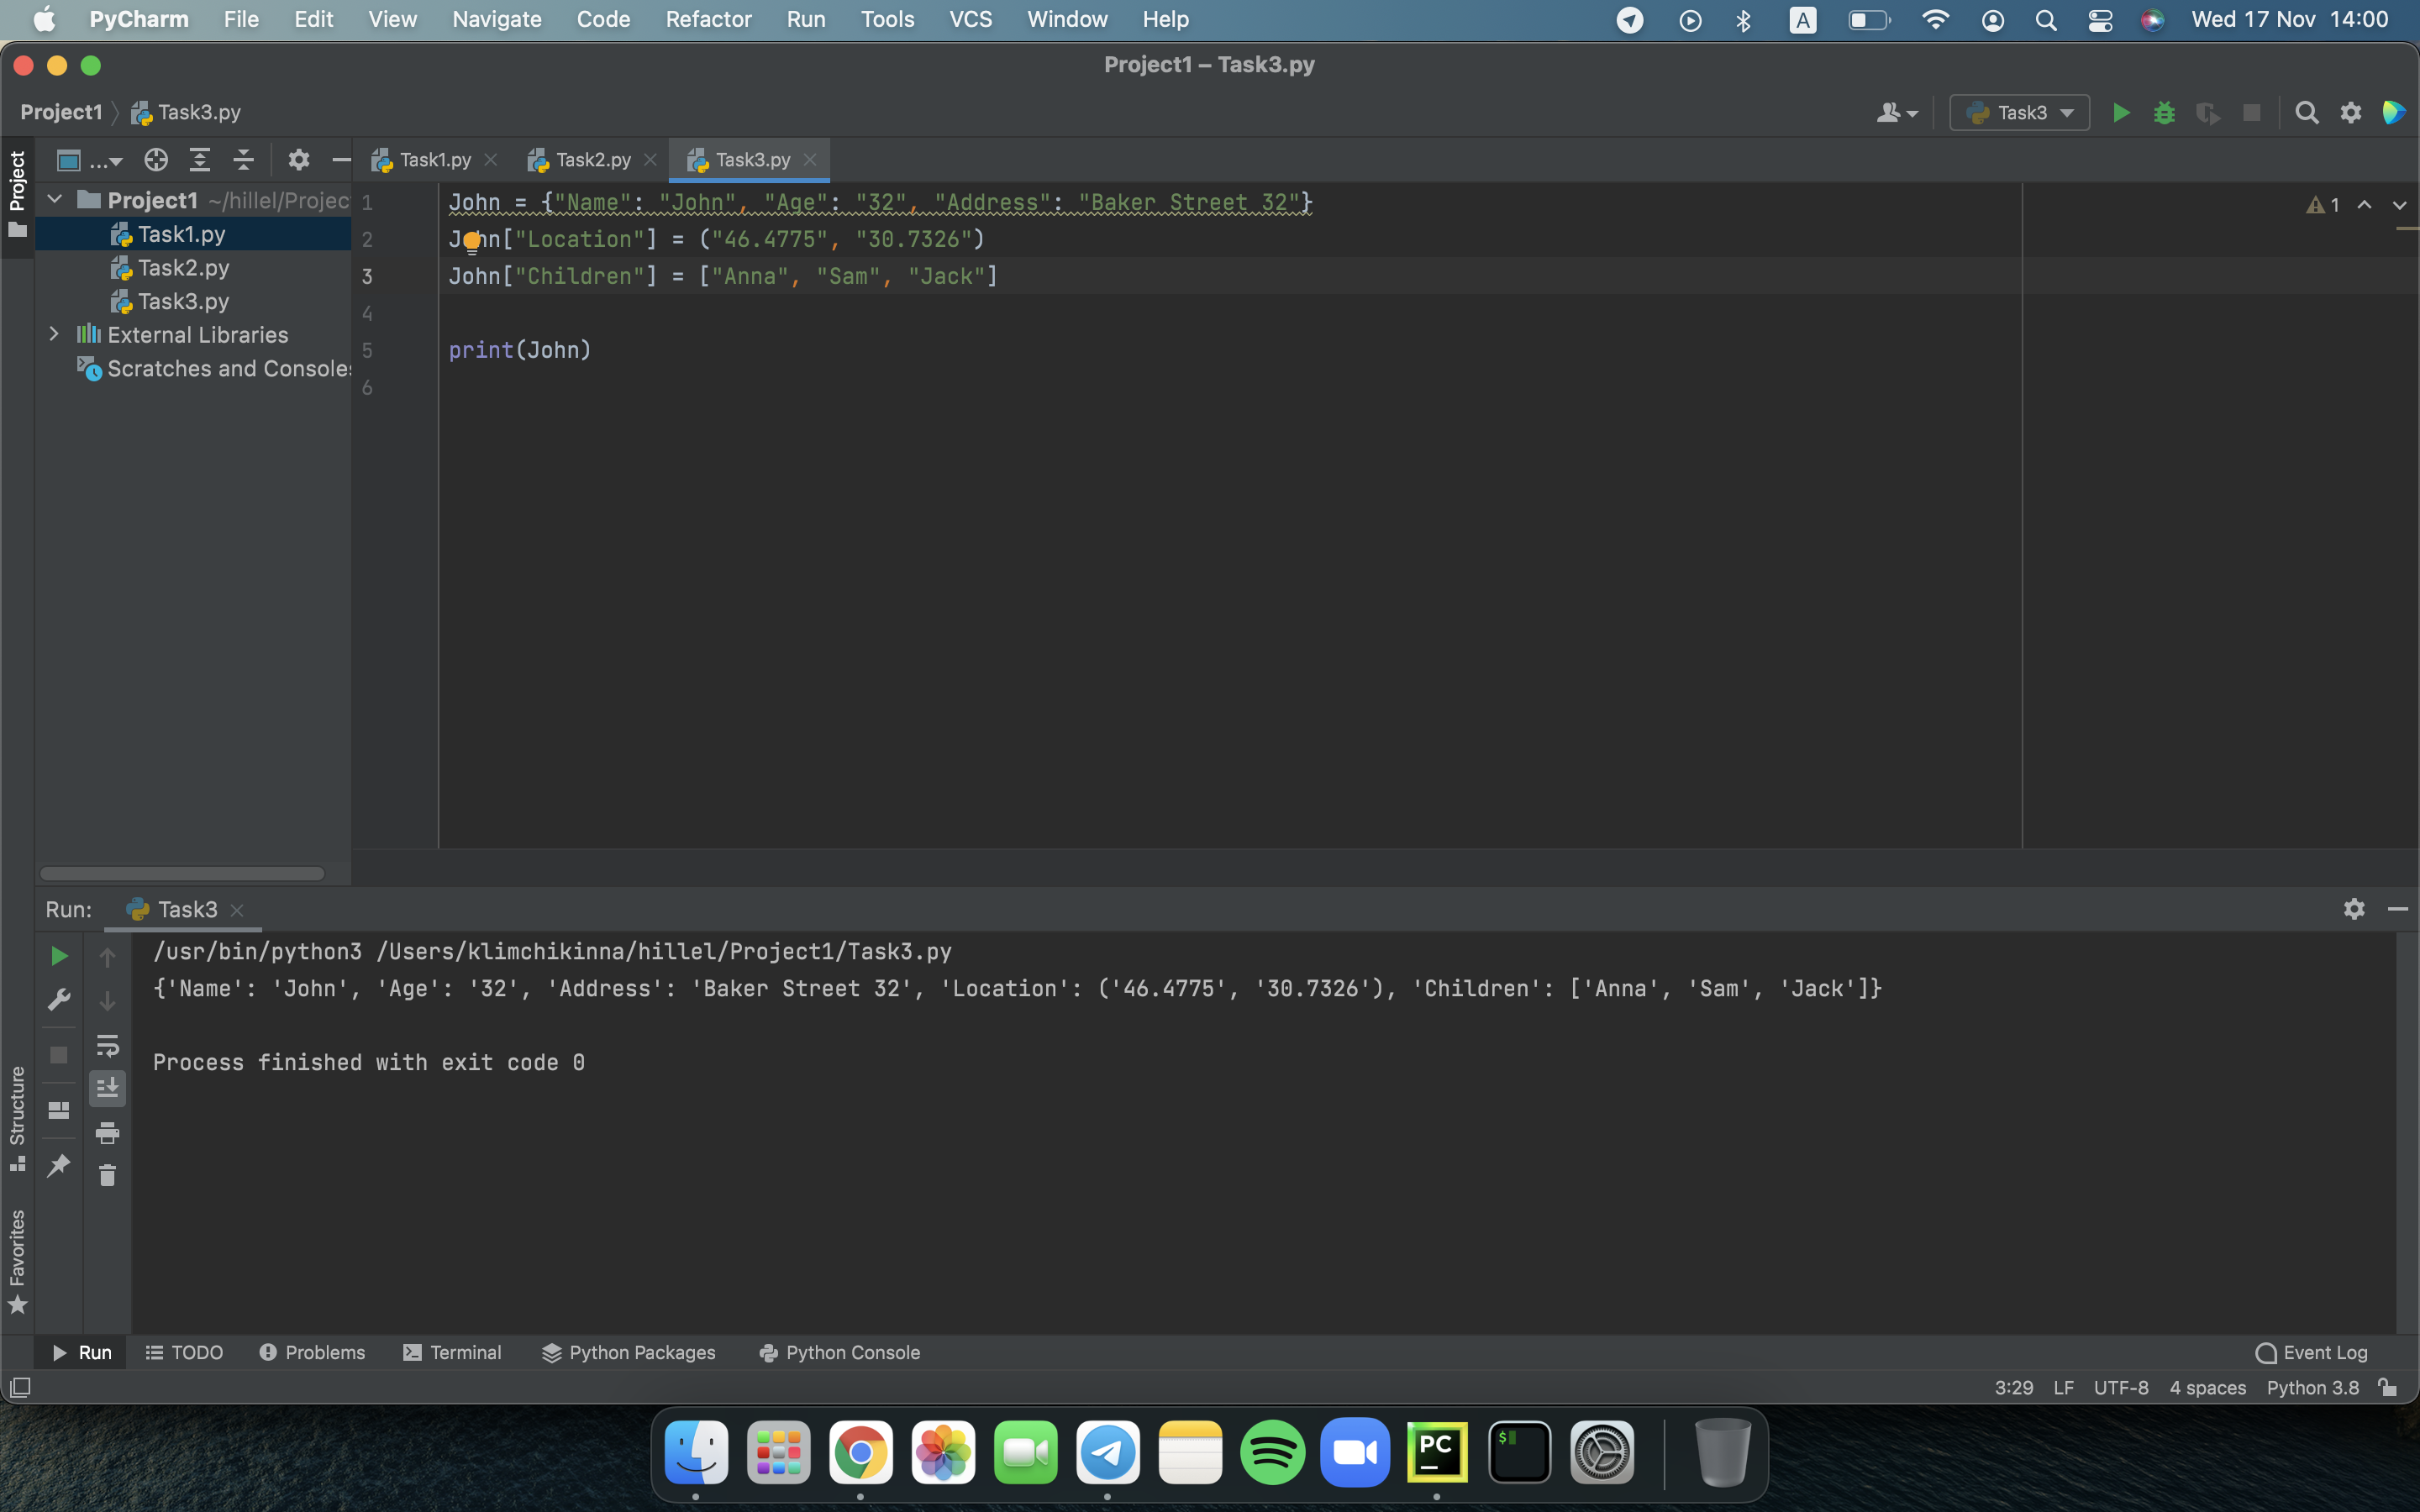 PyCharm File Edit View Navigate Code Refactor Run Tools VCS Window Help A Wed 17 Nov 14:00
Project1 – Task3.py
Project1 Task3.py Task3
Project
... Task1.py Task2.py Task3.py
Project1 ~/hillel/Projec
Task1.py
Task2.py
Task3.py
External Libraries
Scratches and Consoles
1 John = {"Name": "John", "Age": "32", "Address": "Baker Street 32"}
2 John["Location"] = ("46.4775", "30.7326")
3 John["Children"] = ["Anna", "Sam", "Jack"]
4
5 print(John)
6
1
Run: Task3
/usr/bin/python3 /Users/klimchikinna/hillel/Project1/Task3.py
{'Name': 'John', 'Age': '32', 'Address': 'Baker Street 32', 'Location': ('46.4775', '30.7326'), 'Children': ['Anna', 'Sam', 'Jack']}
Process finished with exit code 0
Structure
Favorites
Run TODO Problems Terminal Python Packages Python Console Event Log
3:29 LF UTF-8 4 spaces Python 3.8
PC
$